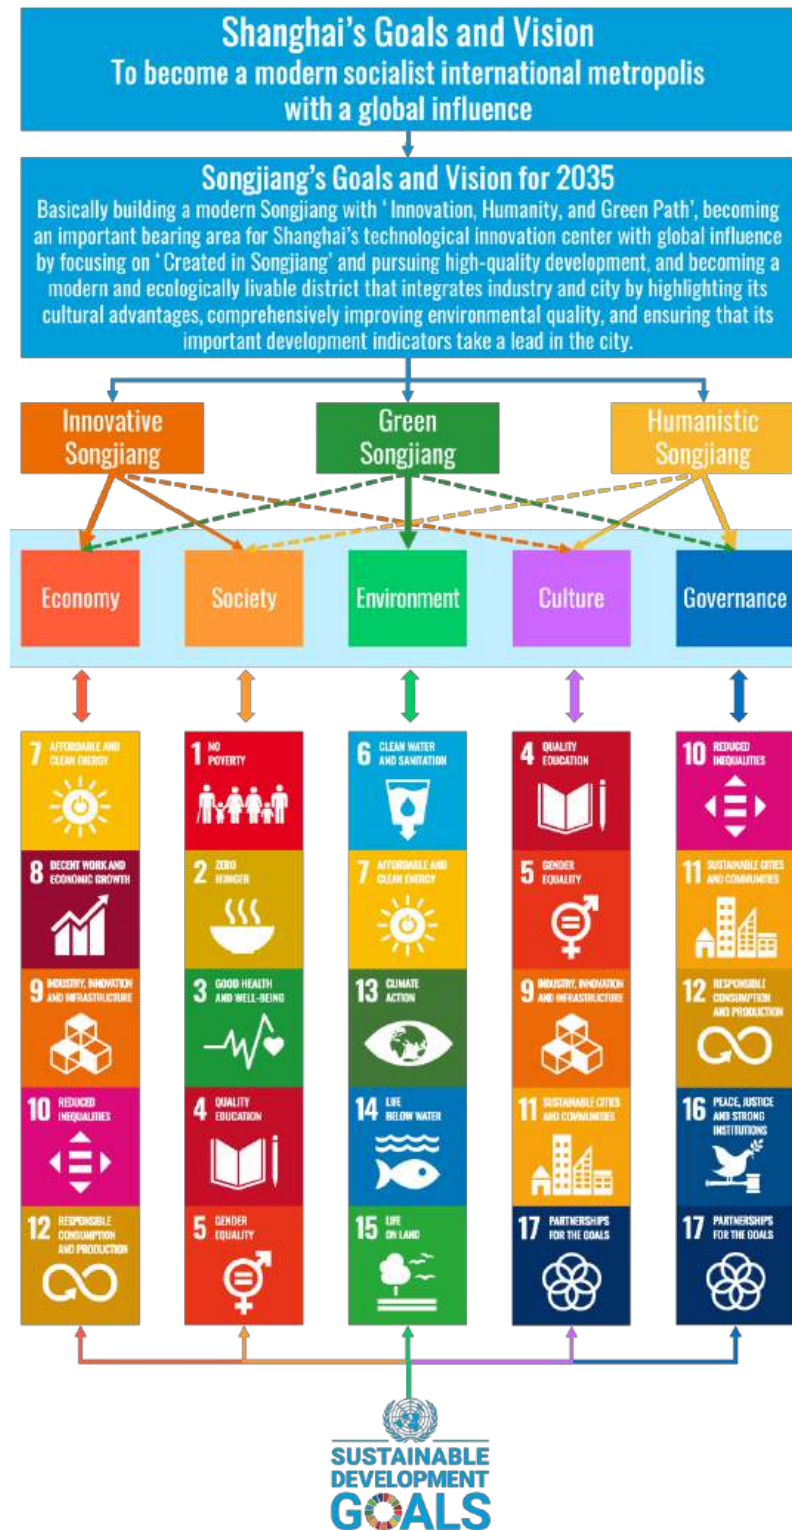 Shanghai's Goals and Vision
To become a modern socialist international metropolis
with a global influence
Songjiang's Goals and Vision for 2035
Basically building a modern Songjiang with ‘ Innovation, Humanity, and Green Path’, becoming
an important bearing area for Shanghai's technological innovation center with global influence
by focusing on ‘ Created in Songjiang’ and pursuing high-quality development, and becoming a
modern and ecologically livable district that integrates industry and city by highlighting its
cultural advantages, comprehensively improving environmental quality, and ensuring that its
important development indicators take a lead in the city.
Innovative
Songjiang
Green
Songjiang
Humanistic
Songjiang
Economy
Society
Environment
Culture
Governance
7 AFFORDABLE AND
CLEAN ENERGY
8 DECENT WORK AND
ECONOMIC GROWTH
9 INDUSTRY, INNOVATION
AND INFRASTRUCTURE
10 REDUCED
INEQUALITIES
12 RESPONSIBLE
CONSUMPTION
AND PRODUCTION
1 NO
POVERTY
2 ZERO
HUNGER
3 GOOD HEALTH
AND WELL-BEING
4 QUALITY
EDUCATION
5 GENDER
EQUALITY
6 CLEAN WATER
AND SANITATION
7 AFFORDABLE AND
CLEAN ENERGY
13 CLIMATE
ACTION
14 LIFE
BELOW WATER
15 LIFE
ON LAND
4 QUALITY
EDUCATION
5 GENDER
EQUALITY
9 INDUSTRY, INNOVATION
AND INFRASTRUCTURE
11 SUSTAINABLE CITIES
AND COMMUNITIES
17 PARTNERSHIPS
FOR THE GOALS
10 REDUCED
INEQUALITIES
11 SUSTAINABLE CITIES
AND COMMUNITIES
12 RESPONSIBLE
CONSUMPTION
AND PRODUCTION
16 PEACE, JUSTICE
AND STRONG
INSTITUTIONS
17 PARTNERSHIPS
FOR THE GOALS
SUSTAINABLE
DEVELOPMENT
GOALS